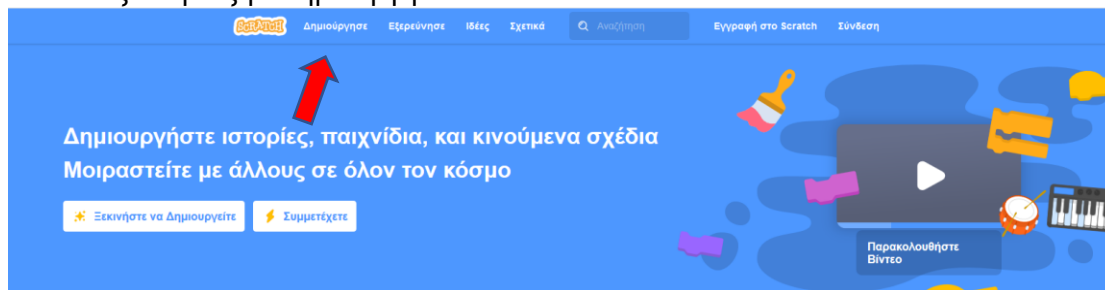 SCRATCH Δημιούργησε Εξερεύνησε Ιδέες Σχετικά Αναζήτηση Εγγραφή στο Scratch Σύνδεση
Δημιουργήστε ιστορίες, παιχνίδια, και κινούμενα σχέδια
Μοιραστείτε με άλλους σε όλον τον κόσμο
Ξεκινήστε να Δημιουργείτε Συμμετέχετε
Παρακολουθήστε
Βίντεο